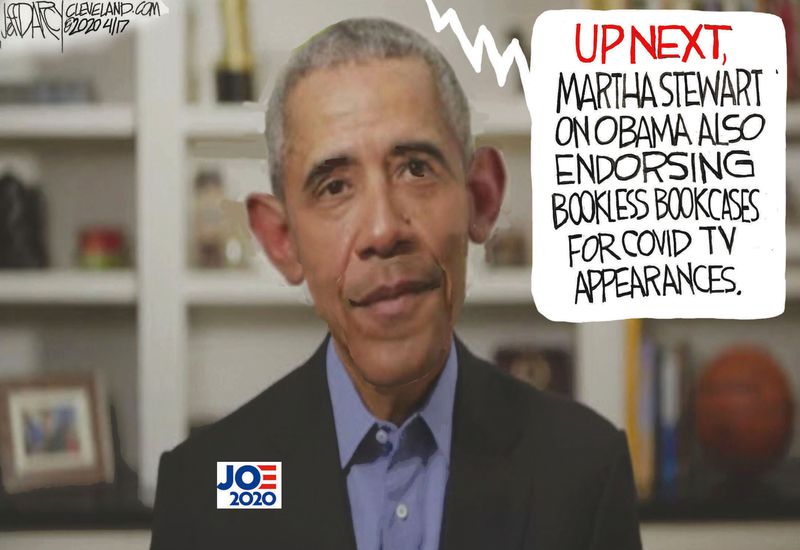 JEFF DARCY
CLEVELAND.COM
©2020 4/17
UP NEXT,
MARTHA STEWART
ON OBAMA ALSO
ENDORSING
BOOKLESS BOOKCASES
FOR COVID TV
APPEARANCES.
JOE
2020